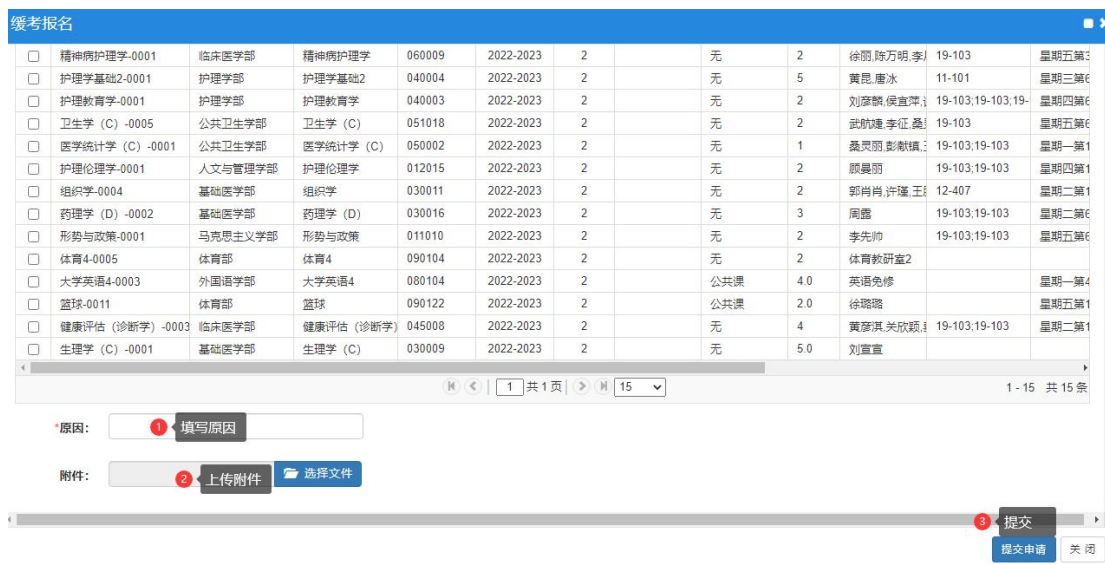 缓考报名
精神病护理学-0001 临床医学部 精神病护理学 060009 2022-2023 2 无 2 徐丽,陈万明,李 19-103 星期五第
护理学基础2-0001 护理学部 护理学基础2 040004 2022-2023 2 无 5 黄昆,唐冰 11-101 星期三第6
护理教育学-0001 护理学部 护理教育学 040003 2022-2023 2 无 2 刘彦麟,侯宜萍, 19-103;19-103;19- 星期四第6
卫生学（C）-0005 公共卫生学部 卫生学（C） 051018 2022-2023 2 无 2 武航婕,李征, 19-103 星期五第6
医学统计学（C）-0001 公共卫生学部 医学统计学（C） 050002 2022-2023 2 无 1 桑灵丽,彭献镇, 19-103;19-103 星期一第1
护理伦理学-0001 人文与管理学部 护理伦理学 012015 2022-2023 2 无 2 顾晨丽 19-103;19-103 星期四第1
组织学-0004 基础医学部 组织学 030011 2022-2023 2 无 2 郭肖肖,许瑾,王 12-407 星期二第1
药理学（D）-0002 基础医学部 药理学（D） 030016 2022-2023 2 无 3 周露 19-103;19-103 星期二第6
形势与政策-0001 马克思主义学部 形势与政策 011010 2022-2023 2 无 2 李先帅 19-103;19-103 星期五第6
体育4-0005 体育部 体育4 090104 2022-2023 2 无 2 体育教研室2
大学英语4-0003 外国语学部 大学英语4 080104 2022-2023 2 公共课 4.0 英语免修 星期一第4
篮球-0011 体育部 篮球 090122 2022-2023 2 公共课 2.0 徐璐璐 星期五第1
健康评估（诊断学）-0003 临床医学部 健康评估（诊断学） 045008 2022-2023 2 无 4 黄彦淇,关欣颖, 19-103;19-103 星期二第1
生理学（C）-0001 基础医学部 生理学（C） 030009 2022-2023 2 无 5.0 刘宣宣
1 共1页 15 1 - 15 共 15 条
*原因： 1 填写原因
附件： 2 上传附件 选择文件
3 提交
提交申请 关闭